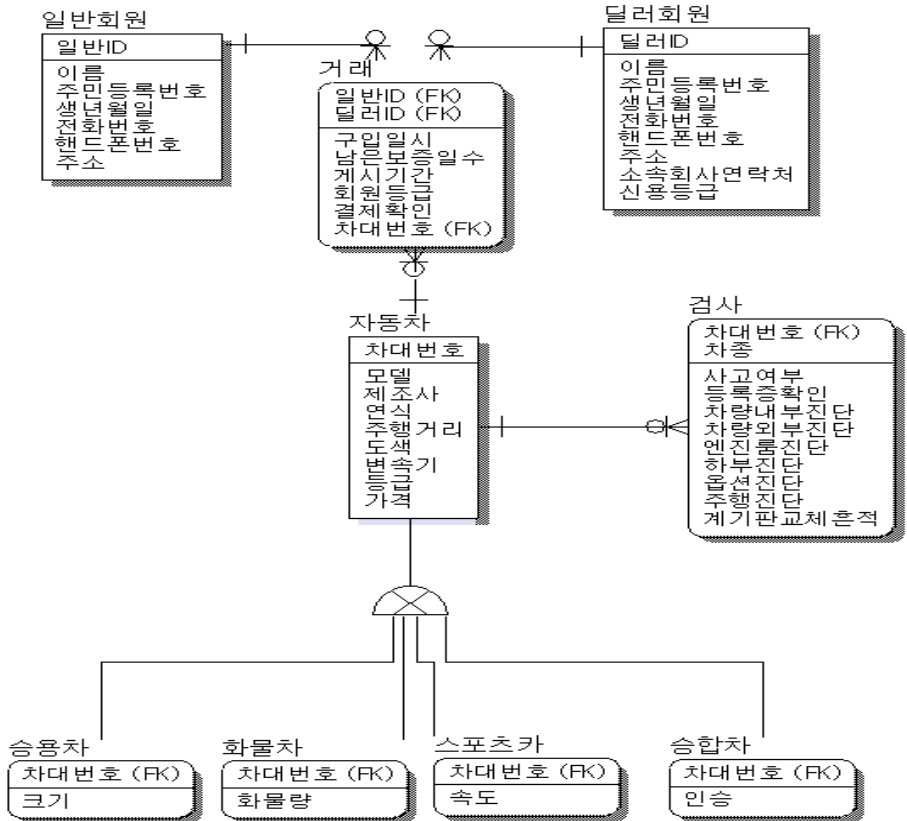 일반회원
일반ID
이름
주민등록번호
생년월일
전화번호
핸드폰번호
주소
딜러회원
딜러ID
이름
주민등록번호
생년월일
전화번호
핸드폰번호
주소
소속회사연락처
신용등급
거래
일반ID (FK)
딜러ID (FK)
구입일시
남은보증일수
게시기간
회원등급
결제확인
차대번호 (FK)
자동차
차대번호
모델
제조사
연식
주행거리
도색
변속기
등급
가격
검사
차대번호 (FK)
차종
사고여부
등록증확인
차량내부진단
차량외부진단
엔진룸진단
하부진단
옵션진단
주행진단
계기판교체흔적
승용차
차대번호 (FK)
크기
화물차
차대번호 (FK)
화물량
스포츠카
차대번호 (FK)
속도
승합차
차대번호 (FK)
인승